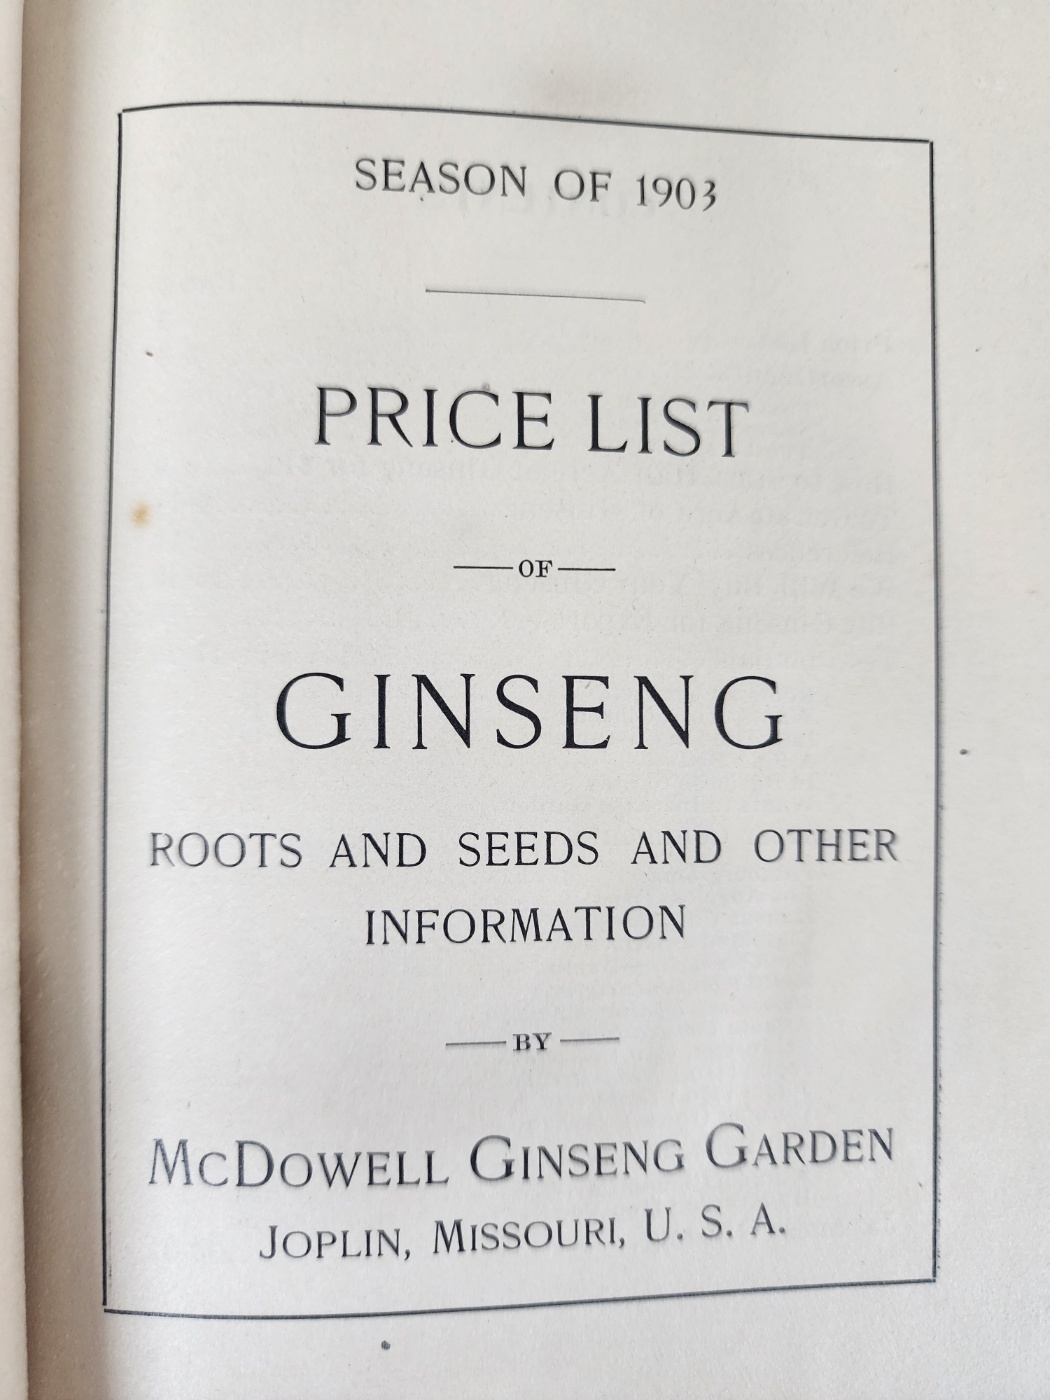 SEASON OF 1903
PRICE LIST
OF
GINSENG
ROOTS AND SEEDS AND OTHER
INFORMATION
BY
McDOWELL GINSENG GARDEN
JOPLIN, MISSOURI, U. S. A.